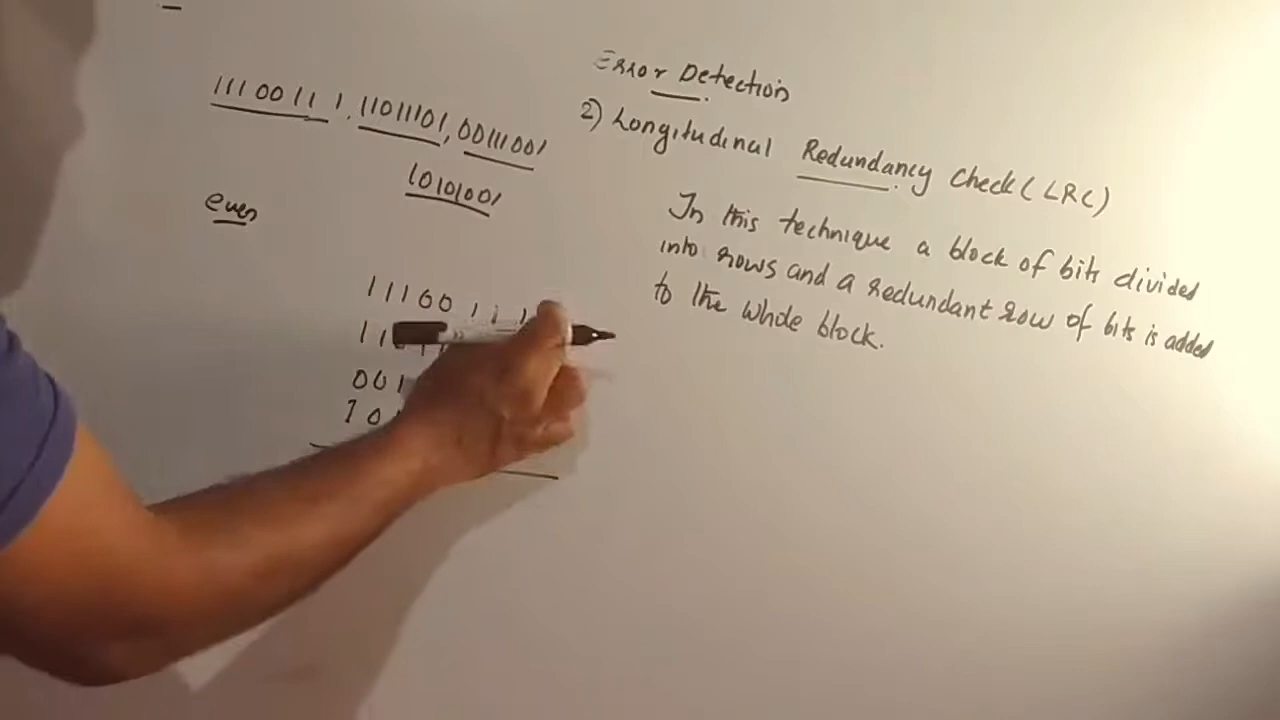 Error Detection
2) Longitudinal Redundancy Check (LRC)
In this technique a block of bits divided
into rows and a redundant row of bits is added
to the whole block.
11100111, 11011101, 00111001
10101001
even
11100111
11
001
10